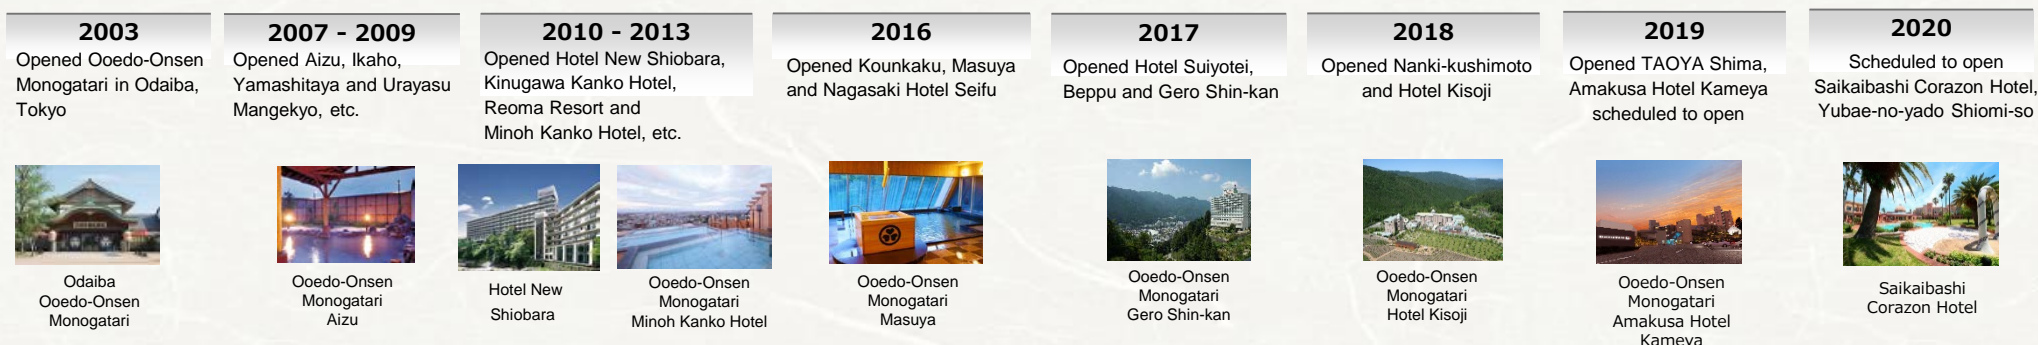 2003
Opened Ooedo-Onsen
Monogatari in Odaiba,
Tokyo
Odaiba
Ooedo-Onsen
Monogatari
2007 - 2009
Opened Aizu, Ikaho,
Yamashitaya and Urayasu
Mangekyo, etc.
Ooedo-Onsen
Monogatari
Aizu
2010 - 2013
Opened Hotel New Shiobara,
Kinugawa Kanko Hotel,
Reoma Resort and
Minoh Kanko Hotel, etc.
Hotel New
Shiobara
Ooedo-Onsen
Monogatari
Minoh Kanko Hotel
2016
Opened Kounkaku, Masuya
and Nagasaki Hotel Seifu
Ooedo-Onsen
Monogatari
Masuya
2017
Opened Hotel Suiyotei,
Beppu and Gero Shin-kan
Ooedo-Onsen
Monogatari
Gero Shin-kan
2018
Opened Nanki-kushimoto
and Hotel Kisoji
Ooedo-Onsen
Monogatari
Hotel Kisoji
2019
Opened TAOYA Shima,
Amakusa Hotel Kameya
scheduled to open
Ooedo-Onsen
Monogatari
Amakusa Hotel
Kameya
2020
Scheduled to open
Saikaibashi Corazon Hotel,
Yubae-no-yado Shiomi-so
Saikaibashi
Corazon Hotel